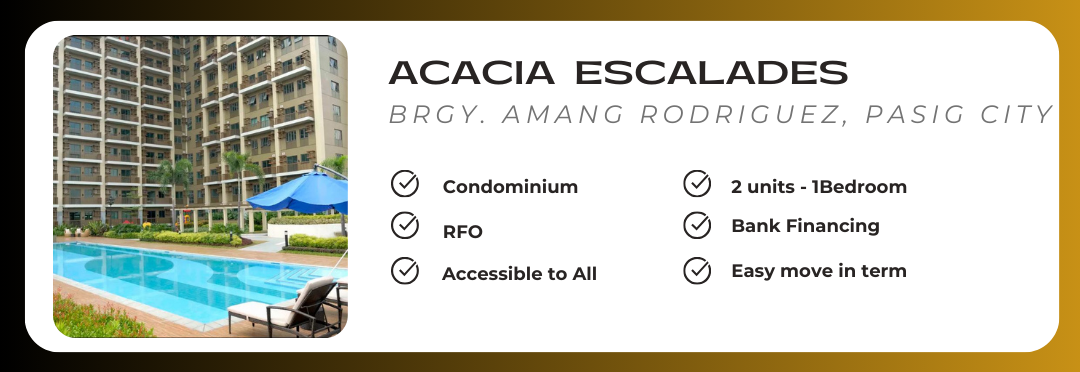 ACACIA ESCALADES
BRGY. AMANG RODRIGUEZ, PASIG CITY
Condominium
RFO
Accessible to All
2 units - 1Bedroom
Bank Financing
Easy move in term